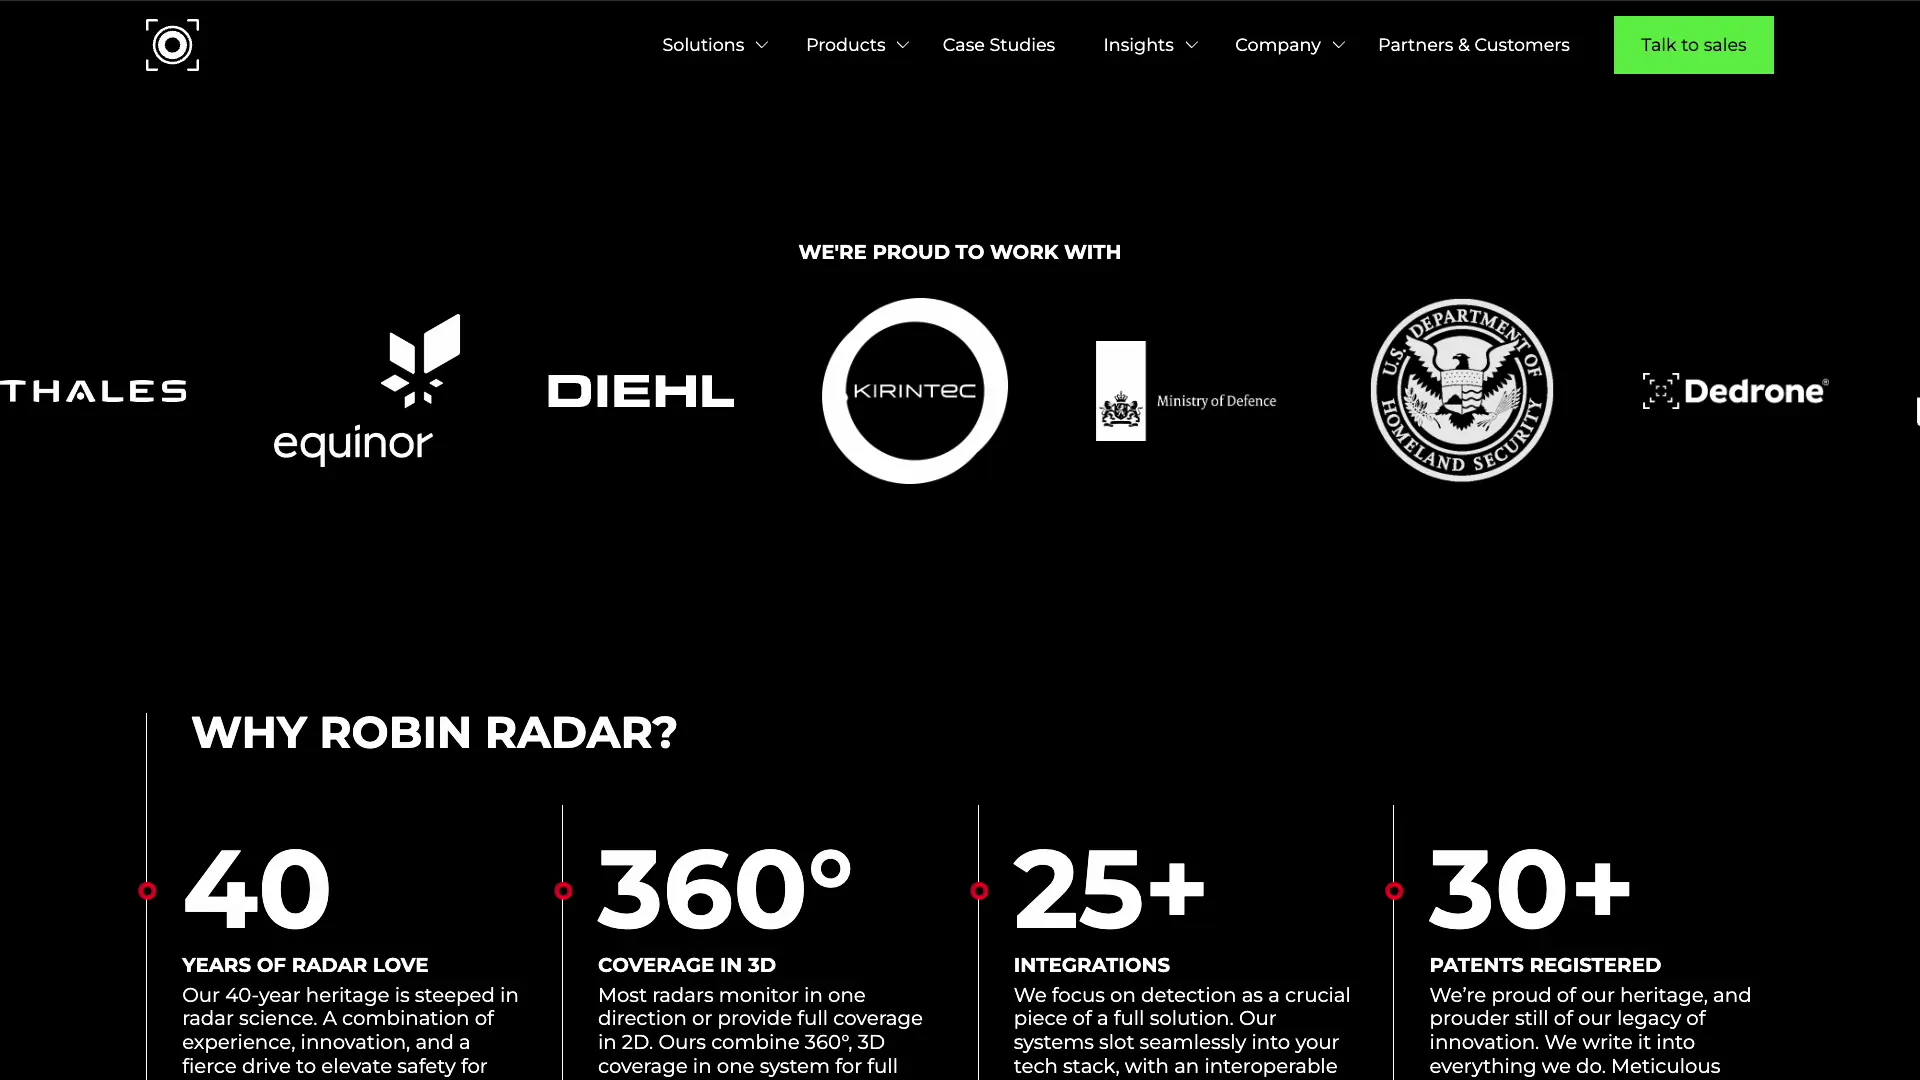 Solutions
Products
Case Studies
Insights
Company
Partners & Customers
Talk to sales
WE'RE PROUD TO WORK WITH
THALES
equinor
DIEHL
KIRINTEC
Ministry of Defence
U.S. DEPARTMENT OF
HOMELAND SECURITY
Dedrone®
WHY ROBIN RADAR?
40
YEARS OF RADAR LOVE
Our 40-year heritage is steeped in
radar science. A combination of
experience, innovation, and a
fierce drive to elevate safety for
360°
COVERAGE IN 3D
Most radars monitor in one
direction or provide full coverage
in 2D. Ours combine 360°, 3D
coverage in one system for full
25+
INTEGRATIONS
We focus on detection as a crucial
piece of a full solution. Our
systems slot seamlessly into your
tech stack, with an interoperable
30+
PATENTS REGISTERED
We’re proud of our heritage, and
prouder still of our legacy of
innovation. We write it into
everything we do. Meticulous